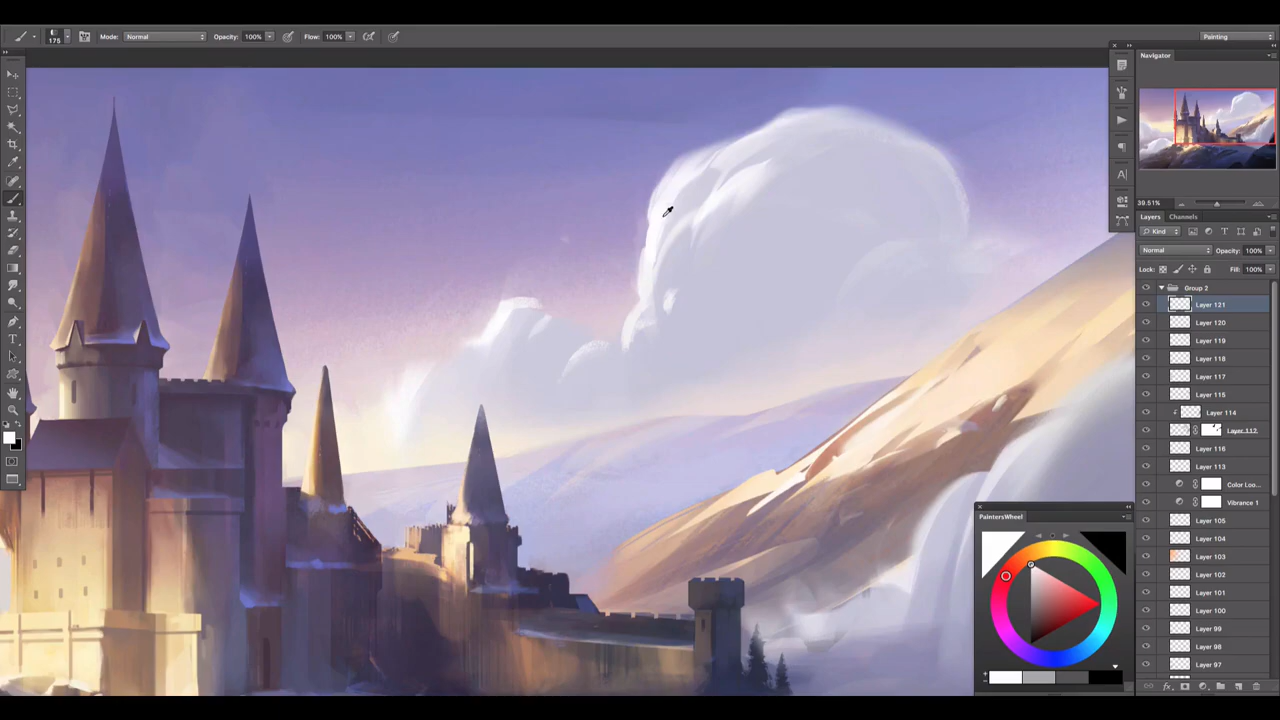 175 Mode: Normal Opacity: 100% Flow: 100% Painting
Navigator
39.51%
Layers Channels
Kind
Normal Opacity: 100%
Lock: Fill: 100%
Group 2
Layer 121
Layer 120
Layer 119
Layer 118
Layer 117
Layer 115
Layer 114
Layer 112
Layer 116
Layer 113
Color Loo...
Vibrance 1
Layer 105
Layer 104
Layer 103
Layer 102
Layer 101
Layer 100
Layer 99
Layer 98
Layer 97
PaintersWheel